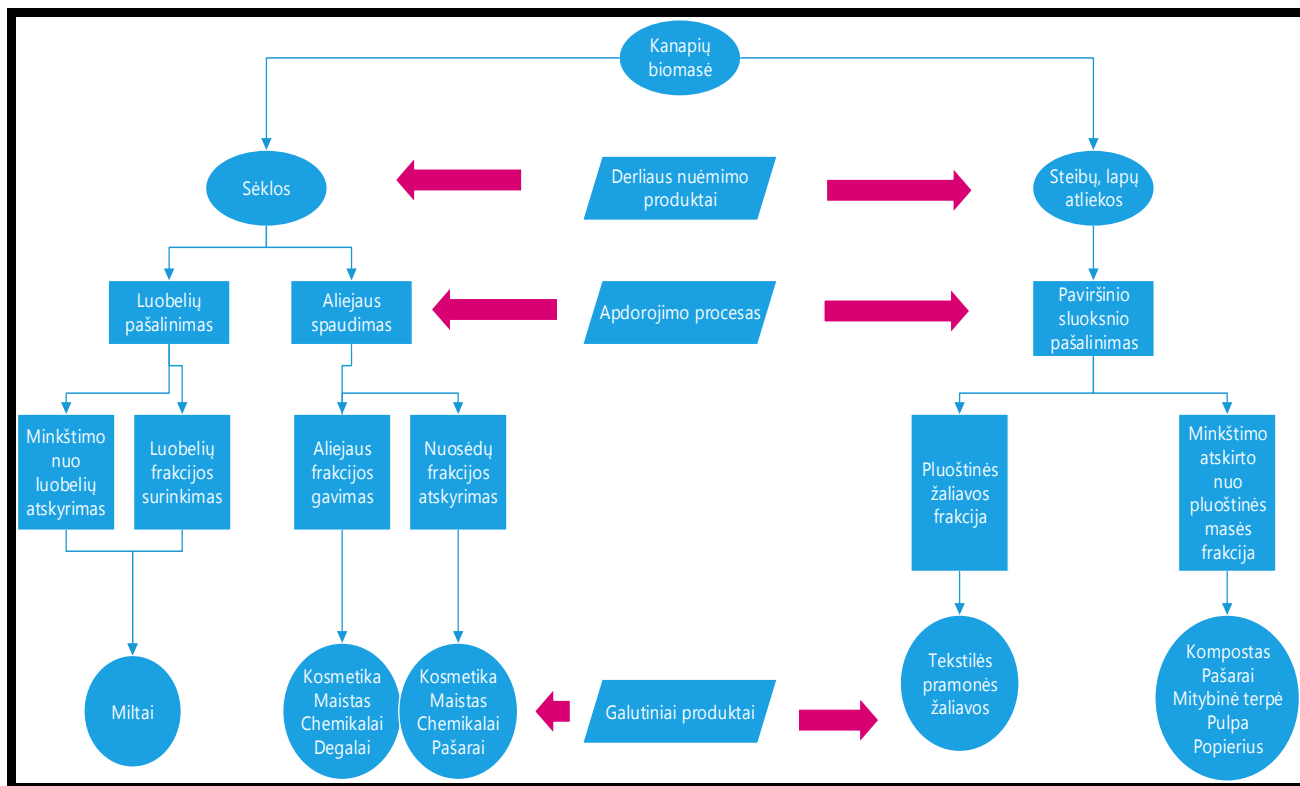 Kanapių
biomasė
Sėklos
Derliaus nuėmimo
produktai
Steibų, lapų
atliekos
Luobelių
pašalinimas
Aliejaus
spaudimas
Apdorojimo procesas
Paviršinio
sluoksnio
pašalinimas
Minkštimo
nuo
luobelių
atskyrimas
Luobelių
frakcijos
surinkimas
Aliejaus
frakcijos
gavimas
Nuosėdų
frakcijos
atskyrimas
Pluoštinės
žaliavos
frakcija
Minkštimo
atskirto
nuo
pluoštinės
masės
frakcija
Miltai
Kosmetika
Maistas
Chemikalai
Degalai
Kosmetika
Maistas
Chemikalai
Pašarai
Galutiniai produktai
Tekstilės
pramonės
žaliavos
Kompostas
Pašarai
Mitybinė terpė
Pulpa
Popierius